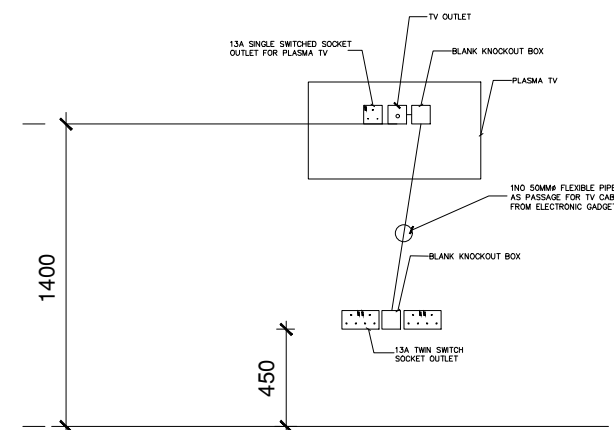 TV OUTLET
13A SINGLE SWITCHED SOCKET
OUTLET FOR PLASMA TV
BLANK KNOCKOUT BOX
PLASMA TV
1NO 50MMø FLEXIBLE PIPE
AS PASSAGE FOR TV CAB
FROM ELECTRONIC GADGET
BLANK KNOCKOUT BOX
1400
13A TWIN SWITCH
SOCKET OUTLET
450